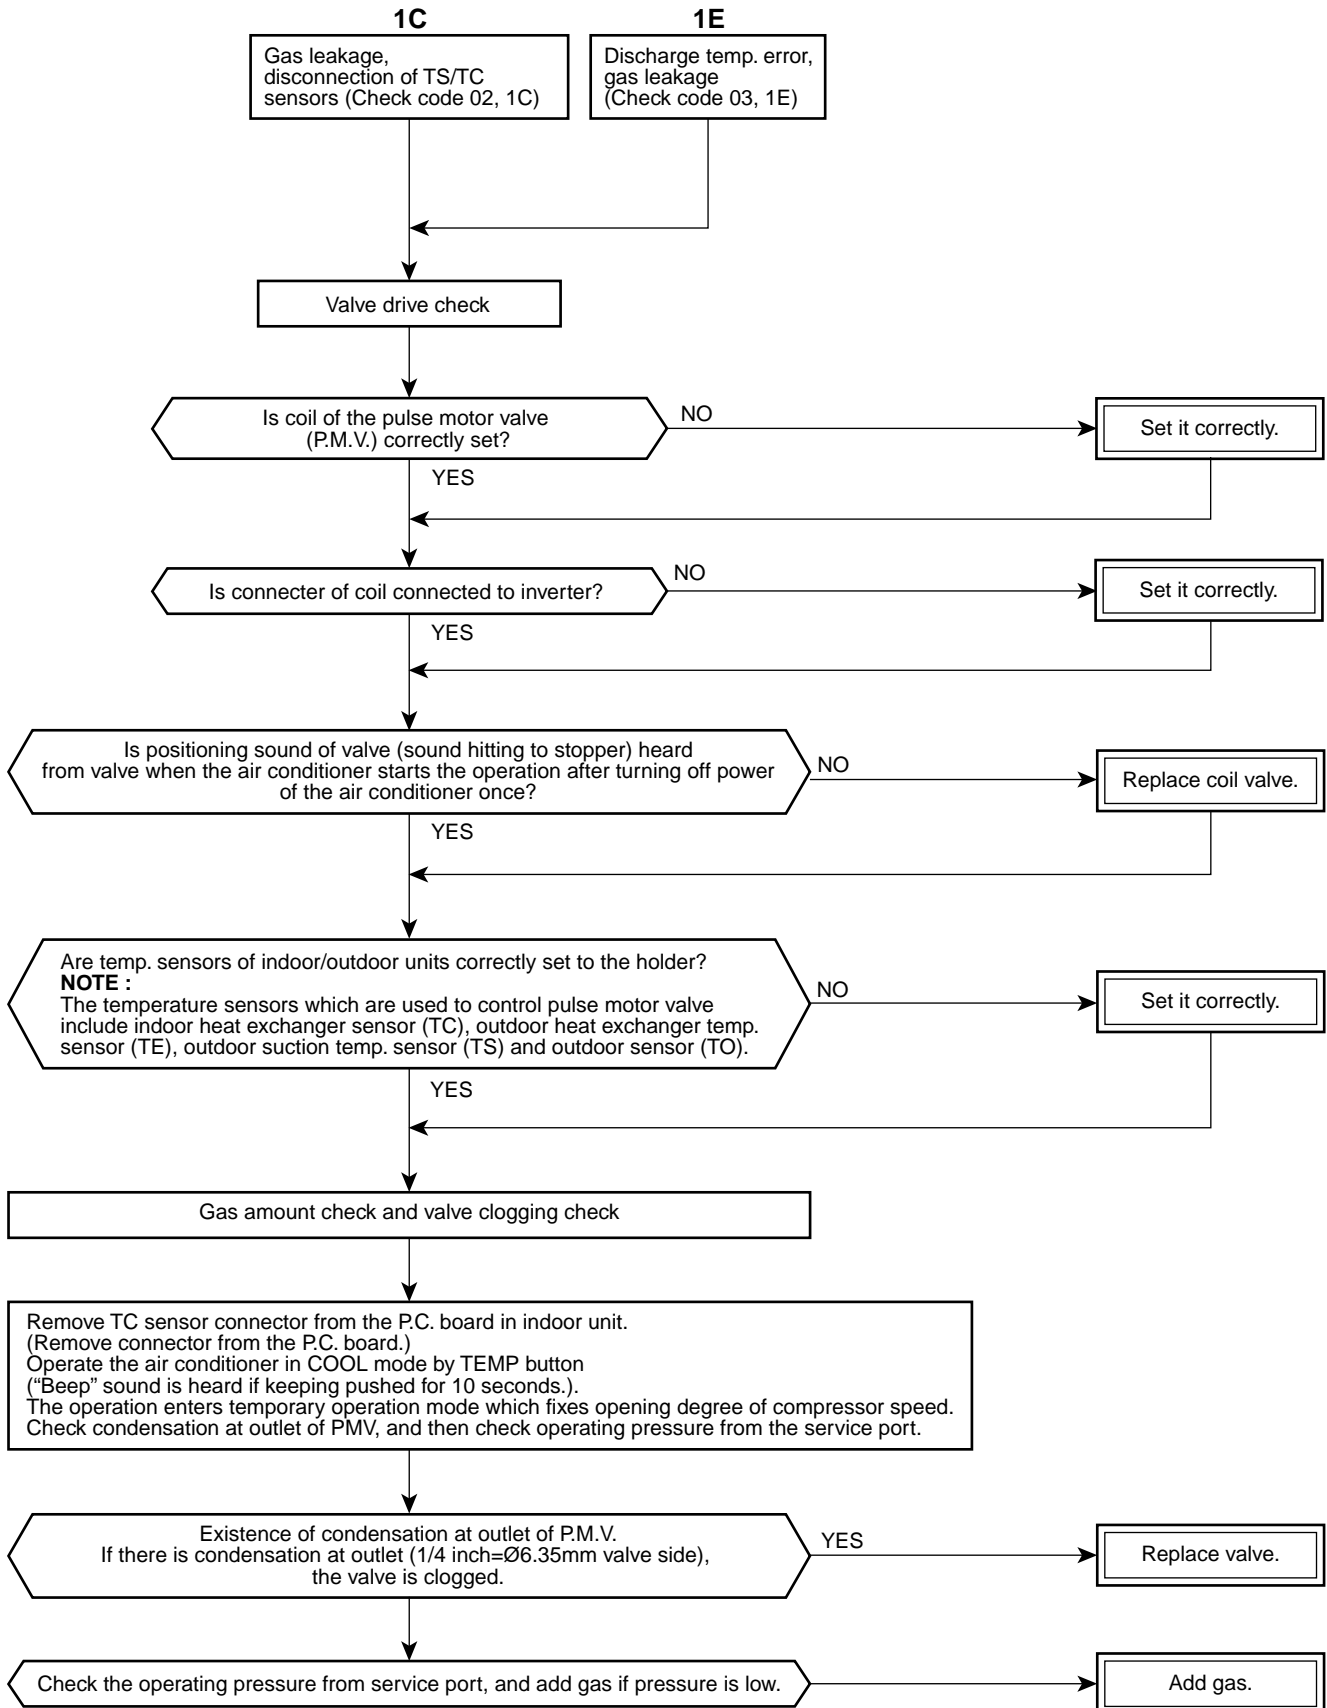 1C
1E
Gas leakage,
disconnection of TS/TC
sensors (Check code 02, 1C)
Discharge temp. error,
gas leakage
(Check code 03, 1E)
Valve drive check
Is coil of the pulse motor valve
(P.M.V.) correctly set?
NO
Set it correctly.
YES
Is connecter of coil connected to inverter?
NO
Set it correctly.
YES
Is positioning sound of valve (sound hitting to stopper) heard
from valve when the air conditioner starts the operation after turning off power
of the air conditioner once?
NO
Replace coil valve.
YES
Are temp. sensors of indoor/outdoor units correctly set to the holder?
NOTE :
The temperature sensors which are used to control pulse motor valve
include indoor heat exchanger sensor (TC), outdoor heat exchanger temp.
sensor (TE), outdoor suction temp. sensor (TS) and outdoor sensor (TO).
NO
Set it correctly.
YES
Gas amount check and valve clogging check
Remove TC sensor connector from the P.C. board in indoor unit.
(Remove connector from the P.C. board.)
Operate the air conditioner in COOL mode by TEMP button
(“Beep” sound is heard if keeping pushed for 10 seconds.).
The operation enters temporary operation mode which fixes opening degree of compressor speed.
Check condensation at outlet of PMV, and then check operating pressure from the service port.
Existence of condensation at outlet of P.M.V.
If there is condensation at outlet (1/4 inch=Ø6.35mm valve side),
the valve is clogged.
YES
Replace valve.
Check the operating pressure from service port, and add gas if pressure is low.
Add gas.